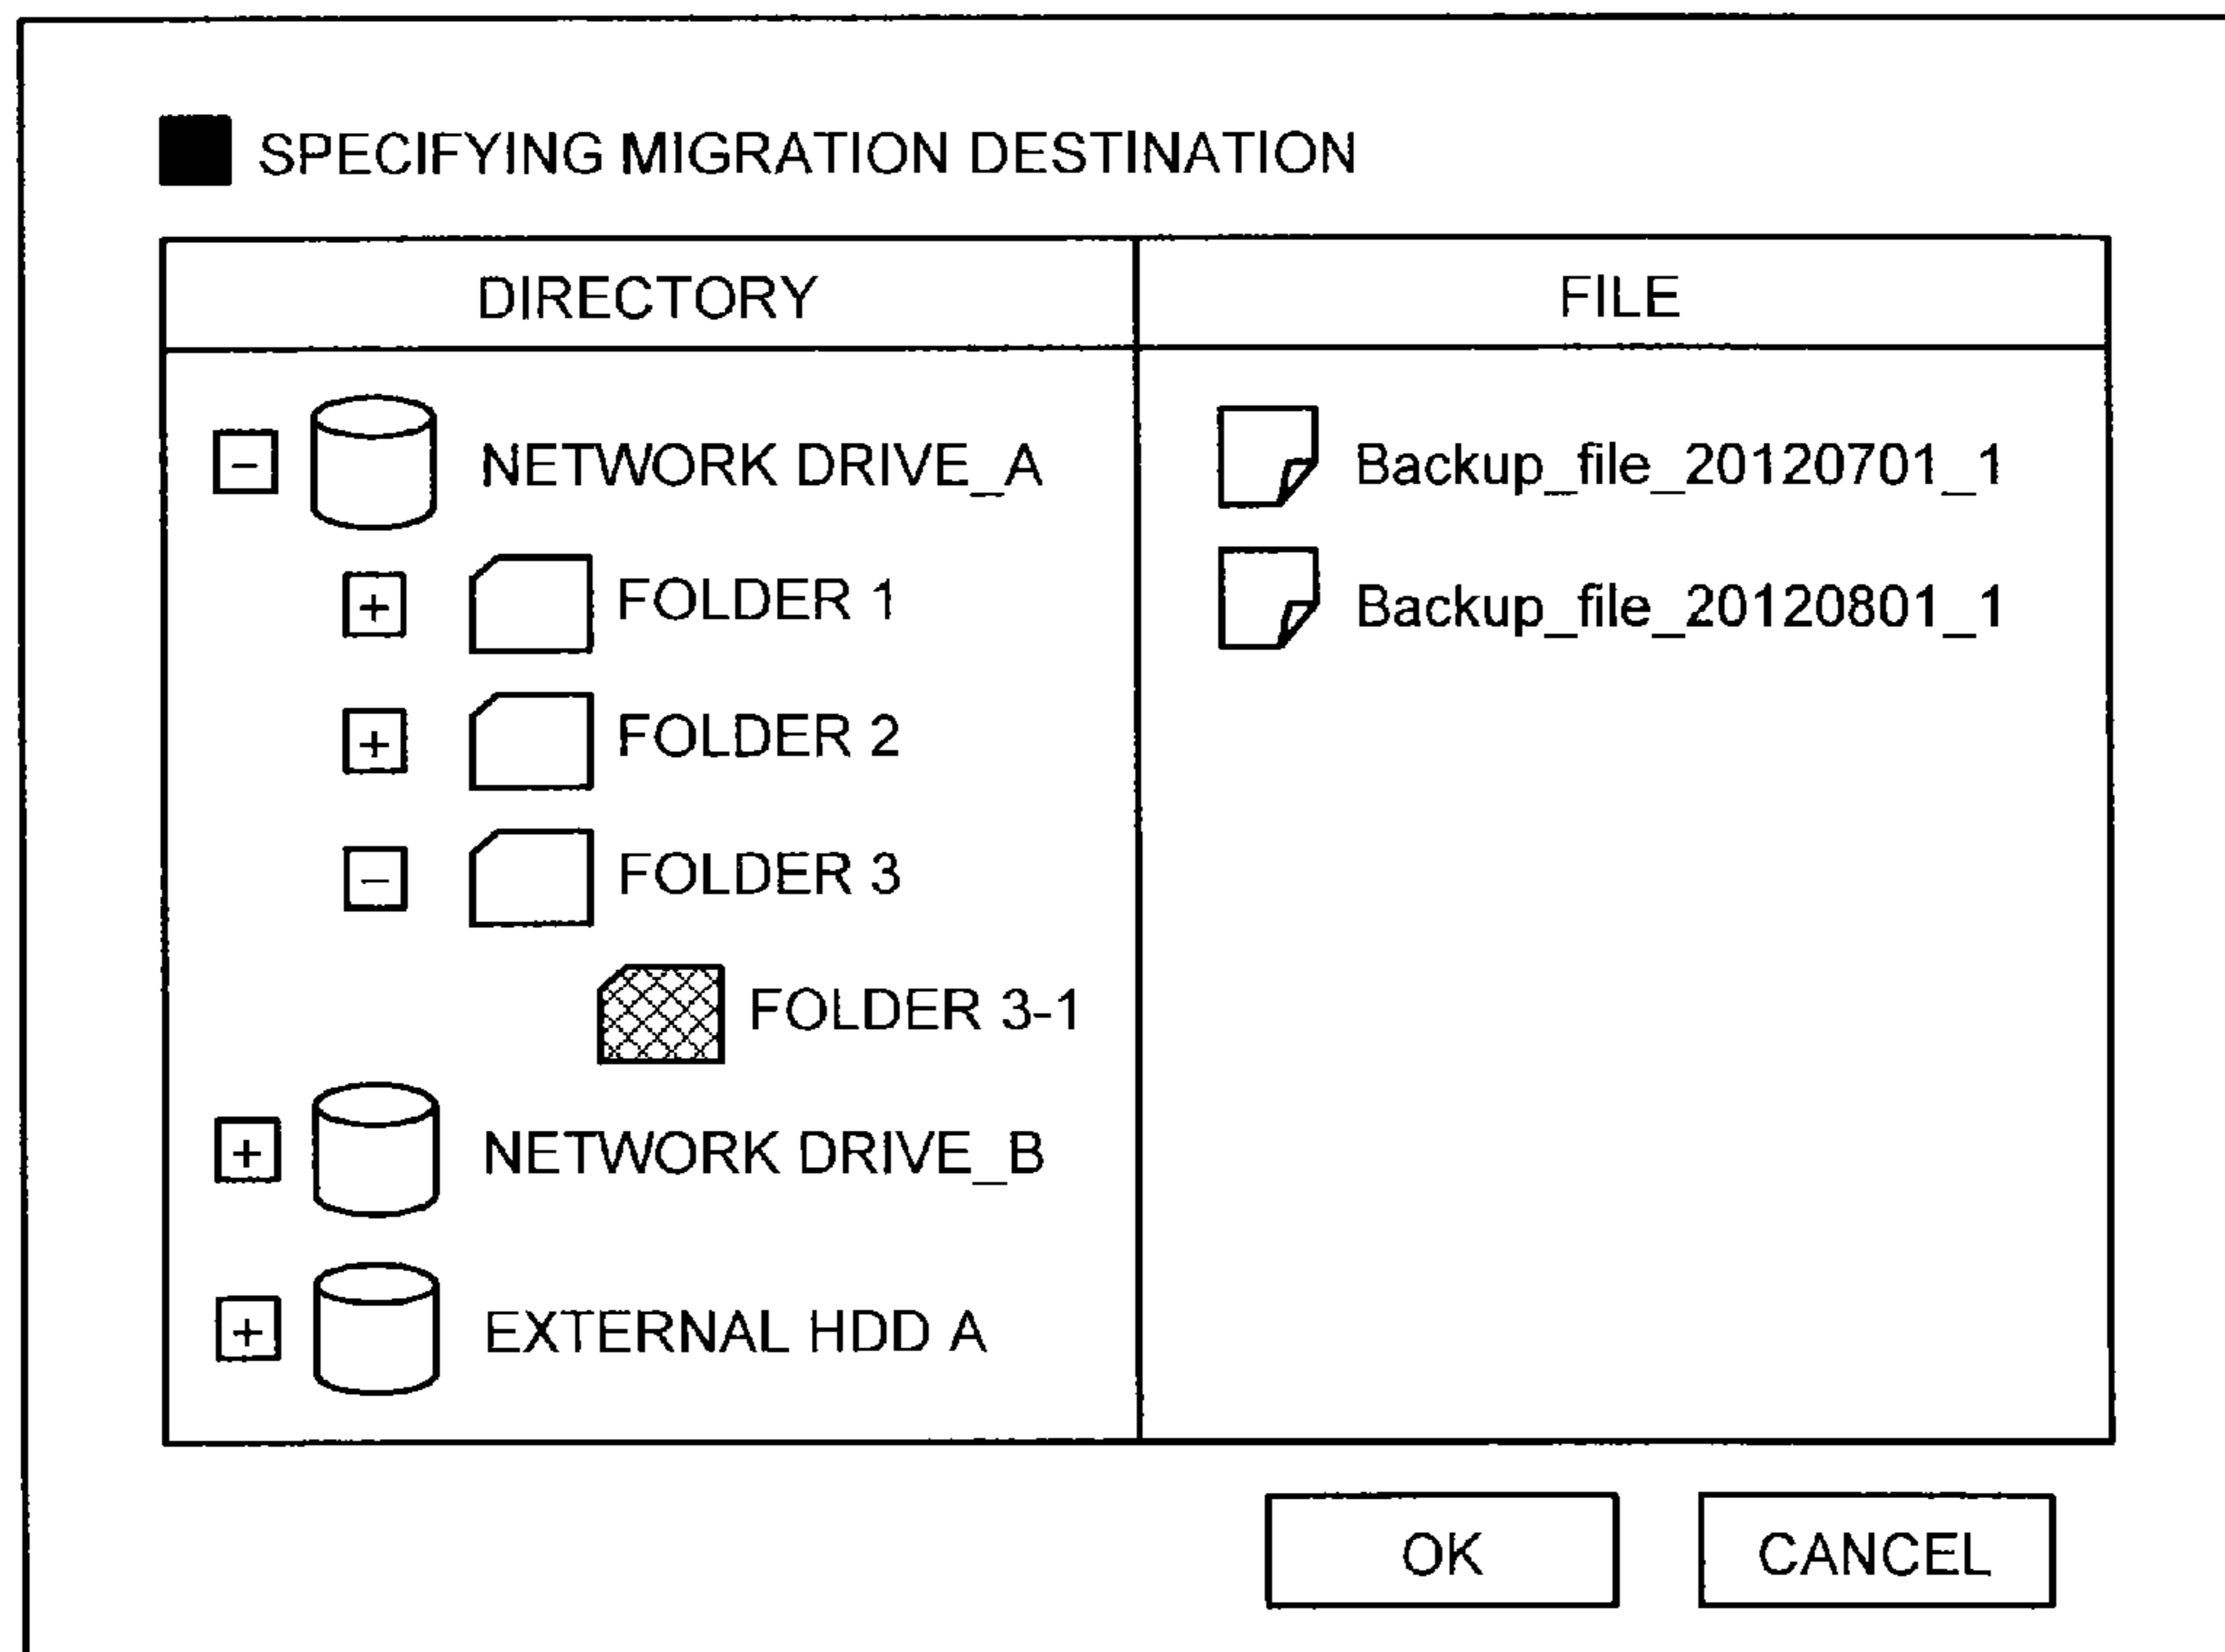 SPECIFYING MIGRATION DESTINATION
DIRECTORY
FILE
NETWORK DRIVE_A
FOLDER 1
FOLDER 2
FOLDER 3
FOLDER 3-1
NETWORK DRIVE_B
EXTERNAL HDD A
Backup_file_20120701_1
Backup_file_20120801_1
OK
CANCEL